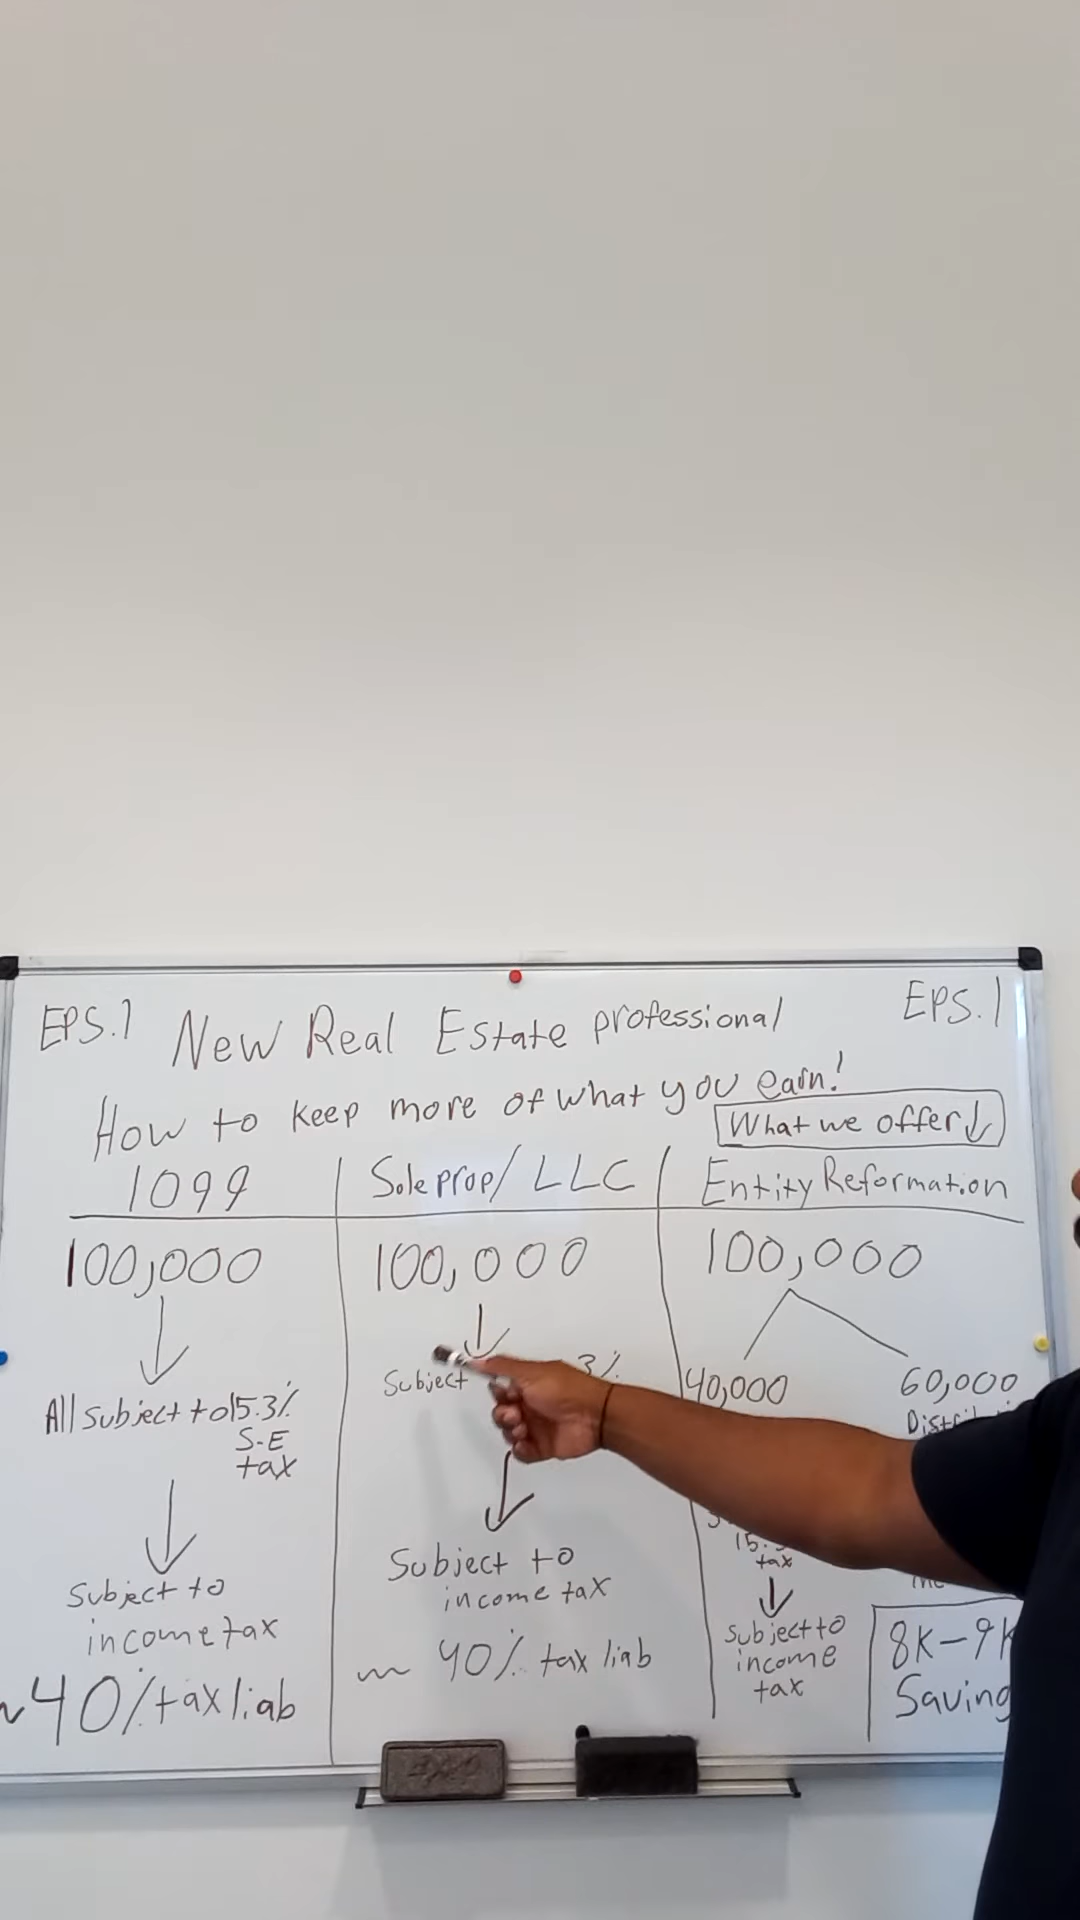 EPS.1
New Real Estate professional
EPS.1
How to keep more of what you earn!
What we offer↓
1099
100,000
All subject to 15.3%
S-E
tax
Subject to
income tax
~40% tax liab
Sole prop/ LLC
100,000
Subject
3%
Subject to
income tax
~ 40% tax liab
Entity Reformation
100,000
40,000
15.
tax
Subject to
income
tax
60,000
8K-9K
Saving